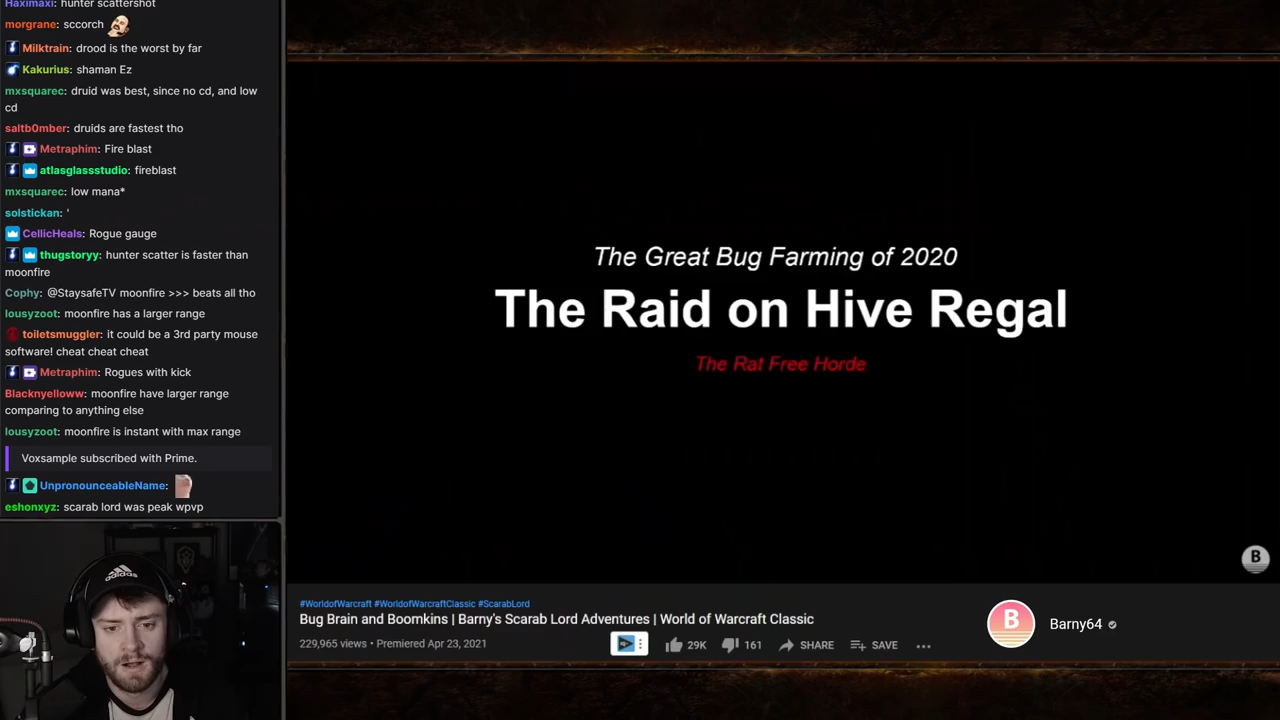 Haximaxi: hunter scattershot
morgrane: sccorch
Milktrain: drood is the worst by far
Kakurius: shaman Ez
mxsquarec: druid was best, since no cd, and low
cd
saltb0mber: druids are fastest tho
Metraphim: Fire blast
atlasglassstudio: fireblast
mxsquarec: low mana*
solstickan: '
CellicHeals: Rogue gauge
thugstoryy: hunter scatter is faster than
moonfire
Cophy: @StaysafeTV moonfire >>> beats all tho
lousyzoot: moonfire has a larger range
toiletsmuggler: it could be a 3rd party mouse
software! cheat cheat cheat
Metraphim: Rogues with kick
Blacknyelloww: moonfire have larger range
comparing to anything else
lousyzoot: moonfire is instant with max range
Voxsample subscribed with Prime.
UnpronounceableName:
eshonxyz: scarab lord was peak wpvp
adidas
The Great Bug Farming of 2020
The Raid on Hive Regal
The Rat Free Horde
B
#WorldofWarcraft #WorldofWarcraftClassic #ScarabLord
Bug Brain and Boomkins | Barny's Scarab Lord Adventures | World of Warcraft Classic
229,965 views • Premiered Apr 23, 2021
29K
161
SHARE
SAVE
B
Barny64